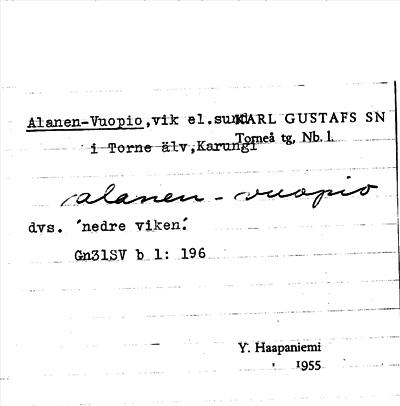 Alanen-Vuopio,vik el.sund KARL GUSTAFS SN
i Torne älv,Karungi Torneå tg, Nb. l.
alanen - vuopio
dvs. ´nedre viken.´
Gn31SV b 1: 196
Y. Haapaniemi
1955